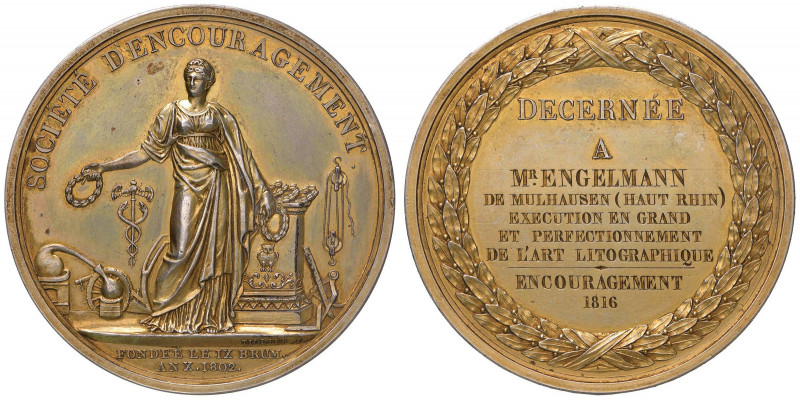 SOCIÉTÉ D'ENCOURAGEMENT.
FONDÉE LE IX BRUM.
AN X. 1802.
DECERNÉE
A
MR ENGELMANN
DE MULHAUSEN (HAUT RHIN)
EXECUTION EN GRAND
ET PERFECTIONNEMENT
DE L'ART LITOGRAPHIQUE
ENCOURAGEMENT
1816